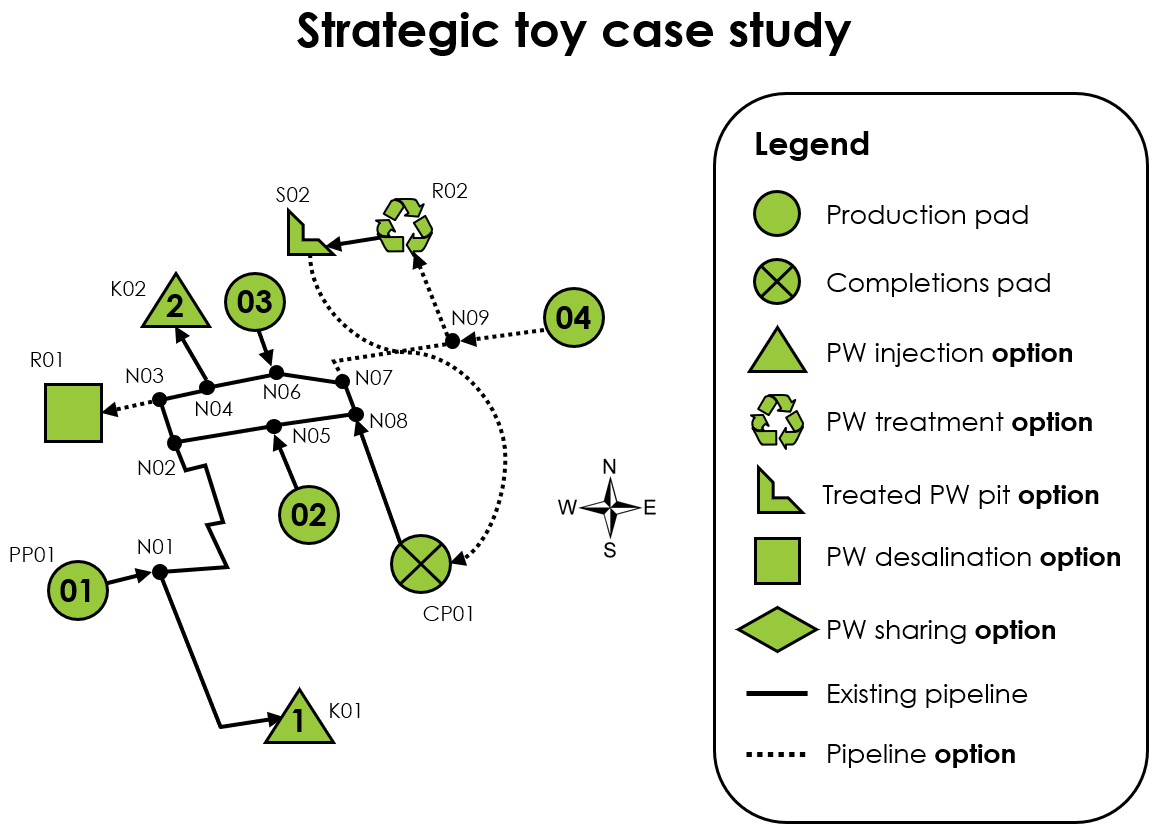 Strategic toy case study
S02
R02
K02
2
03
N09
04
R01
N03
N04
N06
N07
N05
N08
N02
02
PP01
01
N01
CP01
1
K01
N
W
E
S
Legend
Production pad
Completions pad
PW injection option
PW treatment option
Treated PW pit option
PW desalination option
PW sharing option
Existing pipeline
Pipeline option